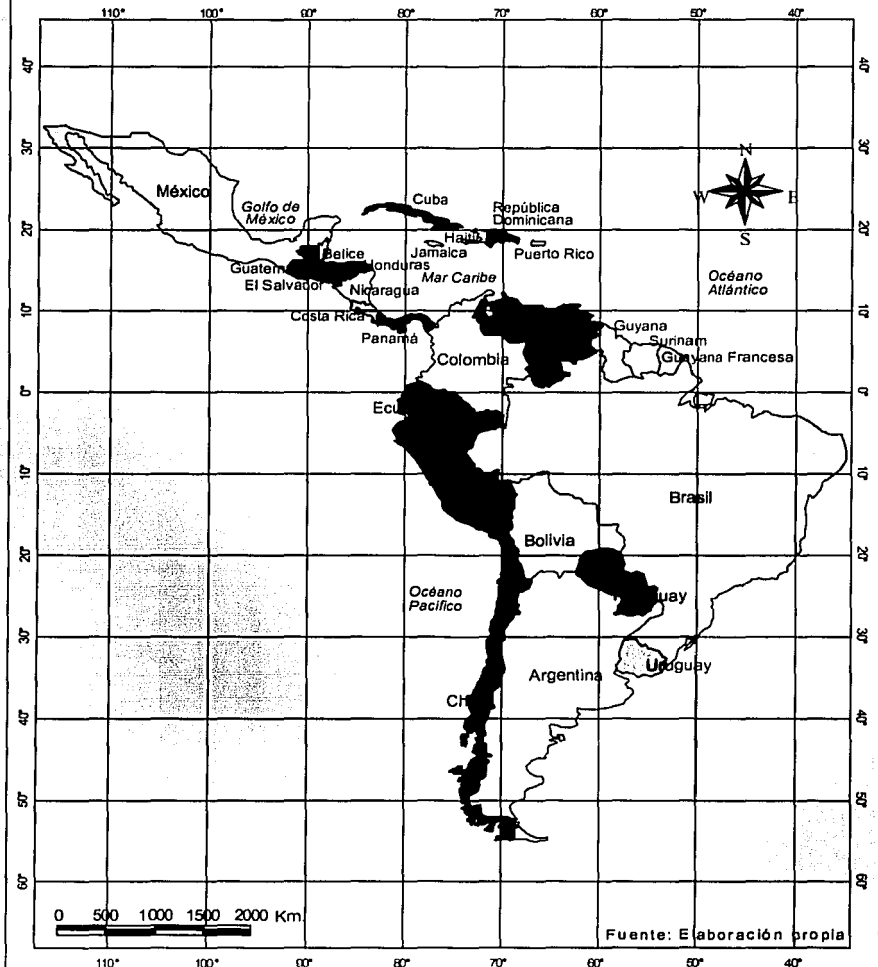 110° 100° 90° 80° 70° 60° 50° 40°
40° 40°
30° 30°
N
México
W E
Cuba
Golfo de
México
República
Dominicana
20° 20°
S
Haití
Jamaica
Puerto Rico
Belice
Guatem
Honduras
Mar Caribe
Océano
Atlántico
El Salvador
Nicaragua
10° 10°
Costa Rica
Guyana
Panamá
Surinam
Colombia
Guayana Francesa
0° 0°
Ecu
10° 10°
Brasil
Bolivia
20° 20°
Océano
Pacifico
uay
30° 30°
Uruguay
Argentina
Ch
40° 40°
50° 50°
60° 60°
0 500 1000 1500 2000 Km.
Fuente: Elaboración propia
110° 100° 90° 80° 70° 60° 50° 40°